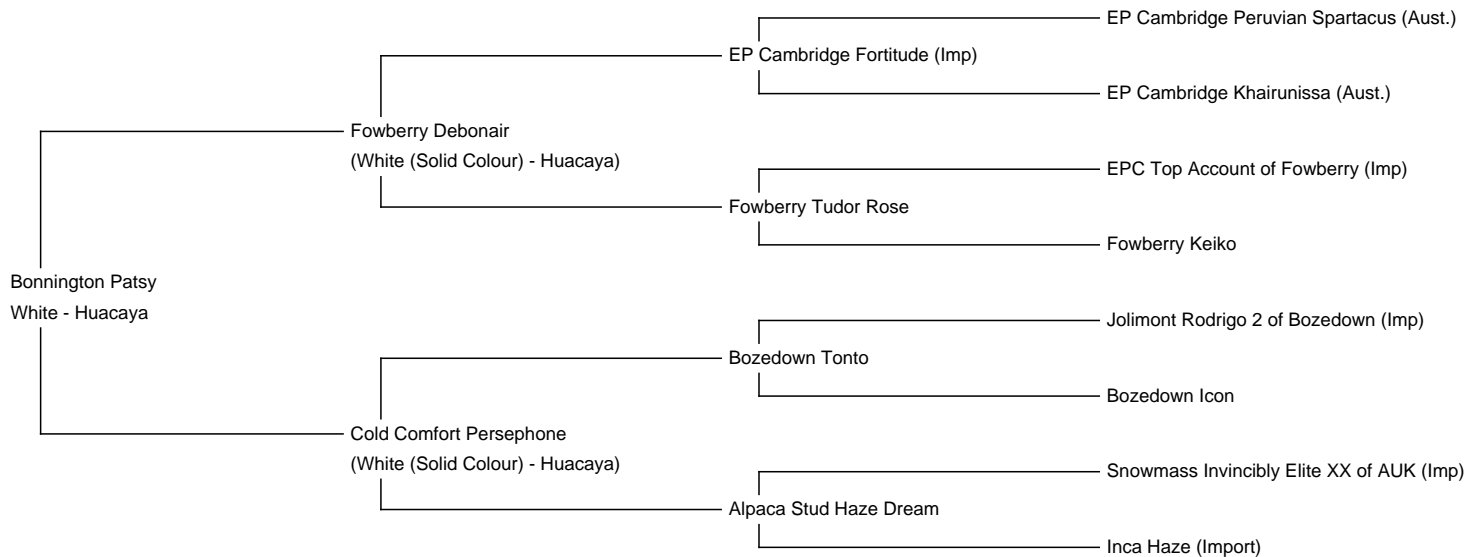 EP Cambridge Peruvian Spartacus (Aust.)
EP Cambridge Fortitude (Imp)
EP Cambridge Khairunissa (Aust.)
Fowberry Debonair
(White (Solid Colour) - Huacaya)
EPC Top Account of Fowberry (Imp)
Fowberry Tudor Rose
Fowberry Keiko
Bonnington Patsy
White - Huacaya
Jolimont Rodrigo 2 of Bozedown (Imp)
Bozedown Tonto
Bozedown Icon
Cold Comfort Persephone
(White (Solid Colour) - Huacaya)
Snowmass Invincibly Elite XX of AUK (Imp)
Alpaca Stud Haze Dream
Inca Haze (Import)